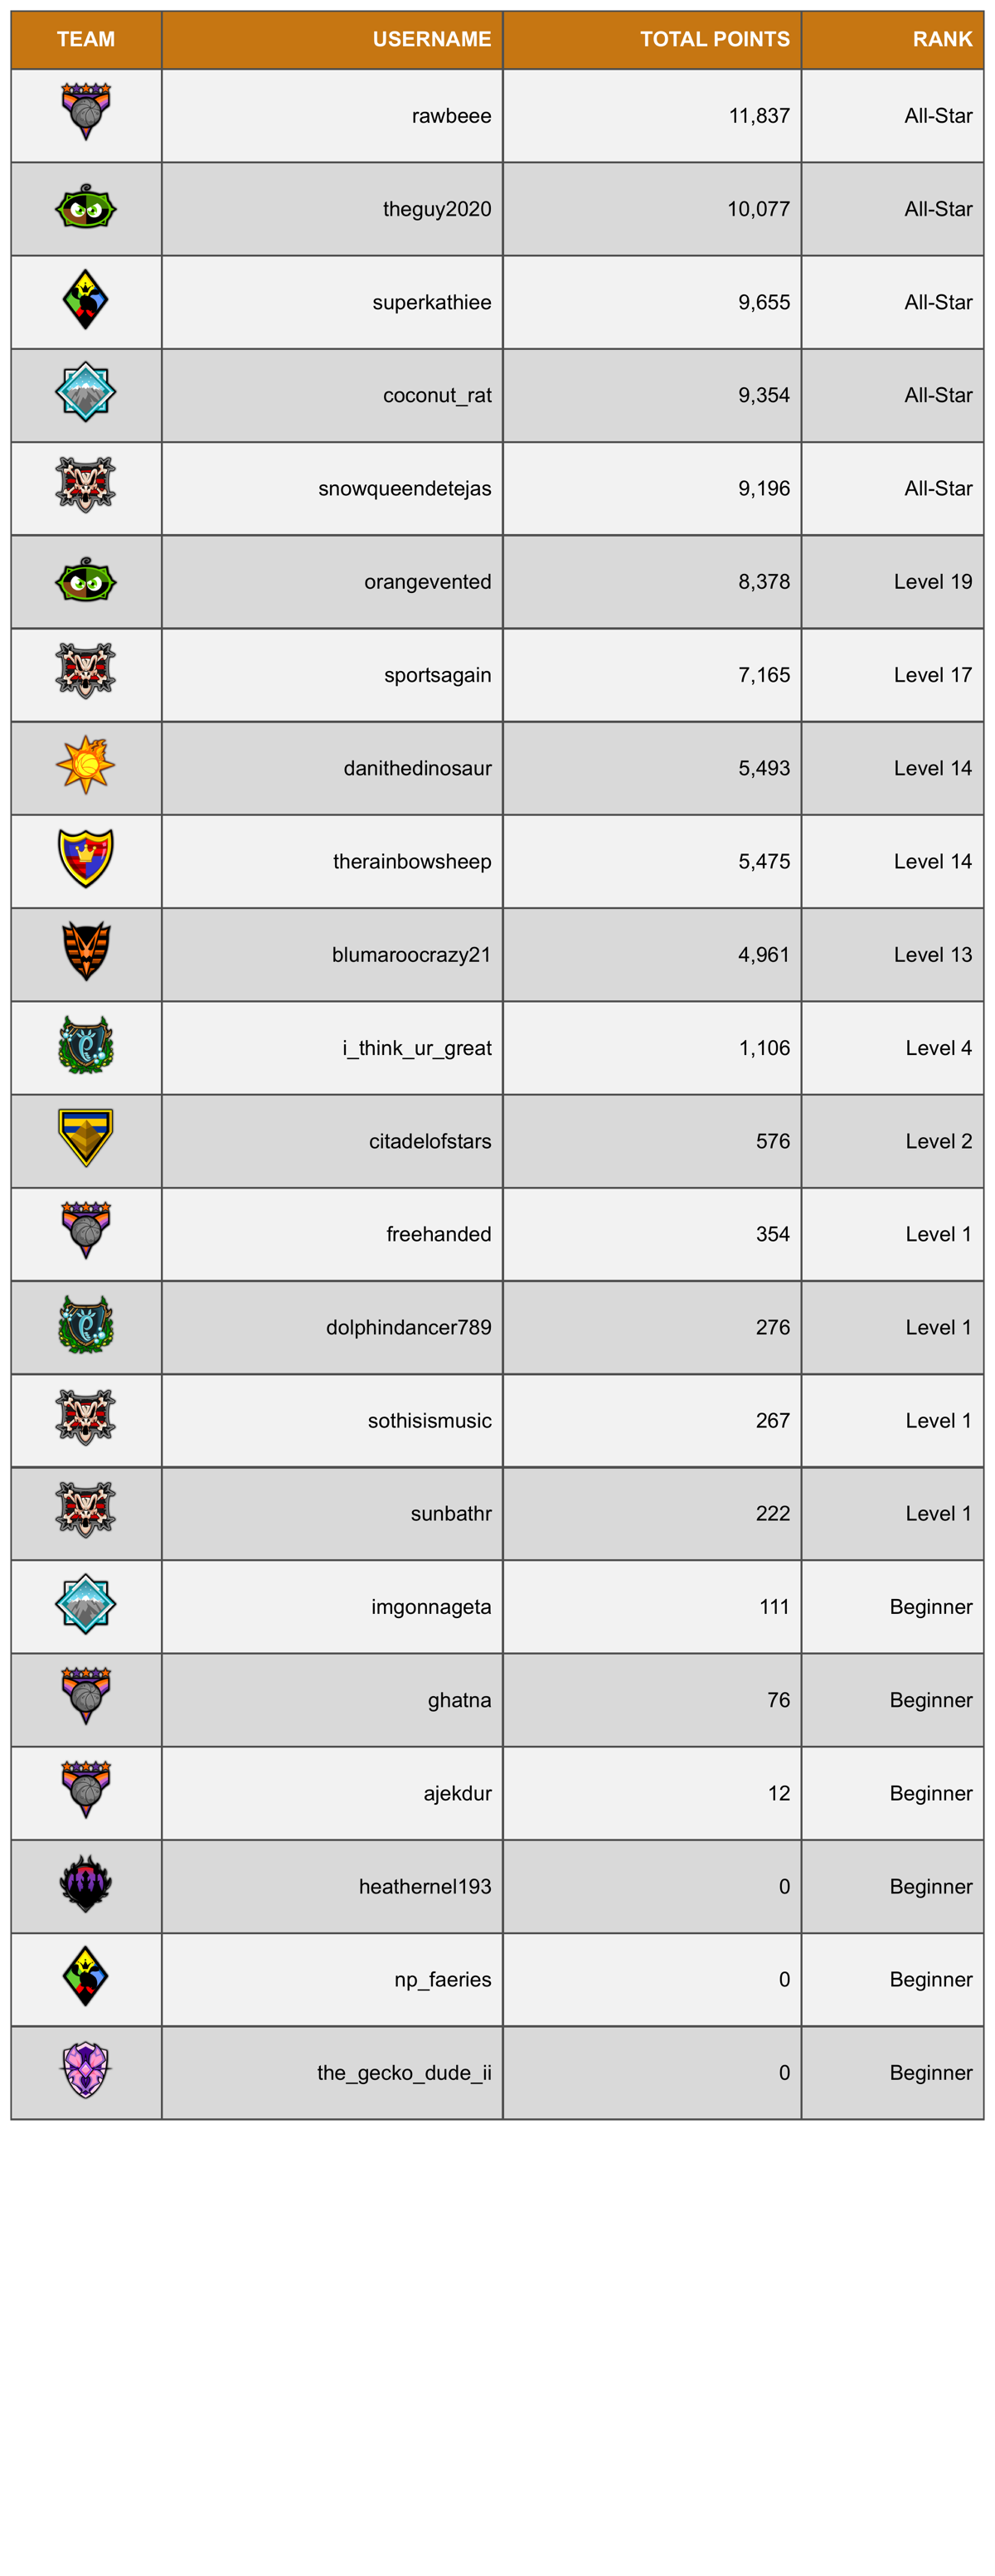 TEAM USERNAME TOTAL POINTS RANK
rawbeee 11,837 All-Star
theguy2020 10,077 All-Star
superkathiee 9,655 All-Star
coconut_rat 9,354 All-Star
snowqueendetejas 9,196 All-Star
orangevented 8,378 Level 19
sportsagain 7,165 Level 17
danithedinosaur 5,493 Level 14
therainbowsheep 5,475 Level 14
blumaroocrazy21 4,961 Level 13
i_think_ur_great 1,106 Level 4
citadelofstars 576 Level 2
freehanded 354 Level 1
dolphindancer789 276 Level 1
sothisismusic 267 Level 1
sunbathr 222 Level 1
imgonnageta 111 Beginner
ghatna 76 Beginner
ajekdur 12 Beginner
heathernel193 0 Beginner
np_faeries 0 Beginner
the_gecko_dude_ii 0 Beginner